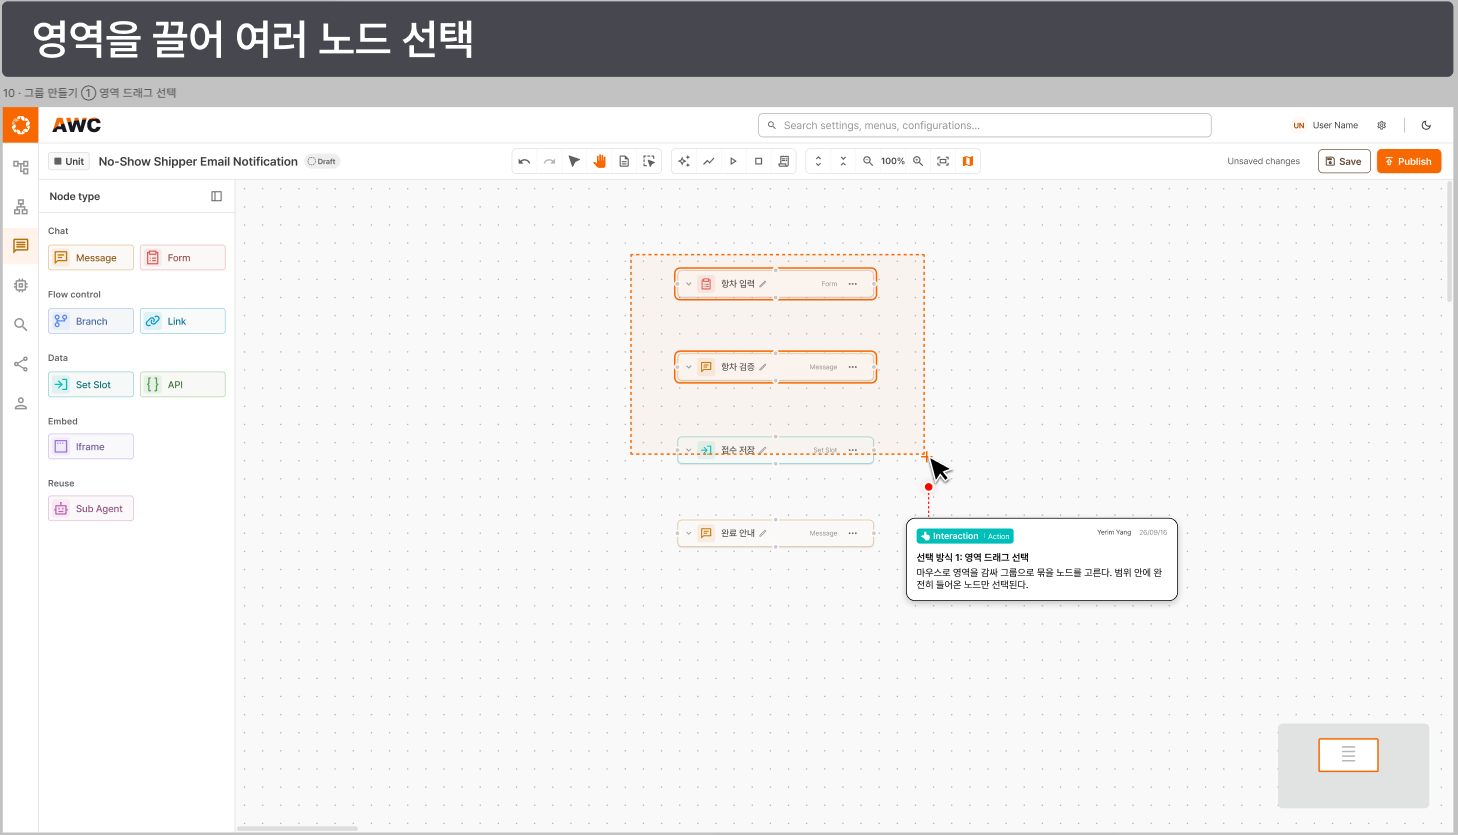 영역을 끌어 여러 노드 선택
10 · 그룹 만들기 ① 영역 드래그 선택
AWC
Search settings, menus, configurations...
UN User Name
Unit No-Show Shipper Email Notification Draft
100%
Unsaved changes Save Publish
Node type
Chat
Message Form
Flow control
Branch Link
Data
Set Slot API
Embed
Iframe
Reuse
Sub Agent
항차 입력 Form
항차 검증 Message
접수 저장 Set Slot
완료 안내 Message
Interaction Action Yerim Yang 26/09/16
선택 방식 1: 영역 드래그 선택
마우스로 영역을 감싸 그룹으로 묶을 노드를 고른다. 범위 안에 완
전히 들어온 노드만 선택된다.